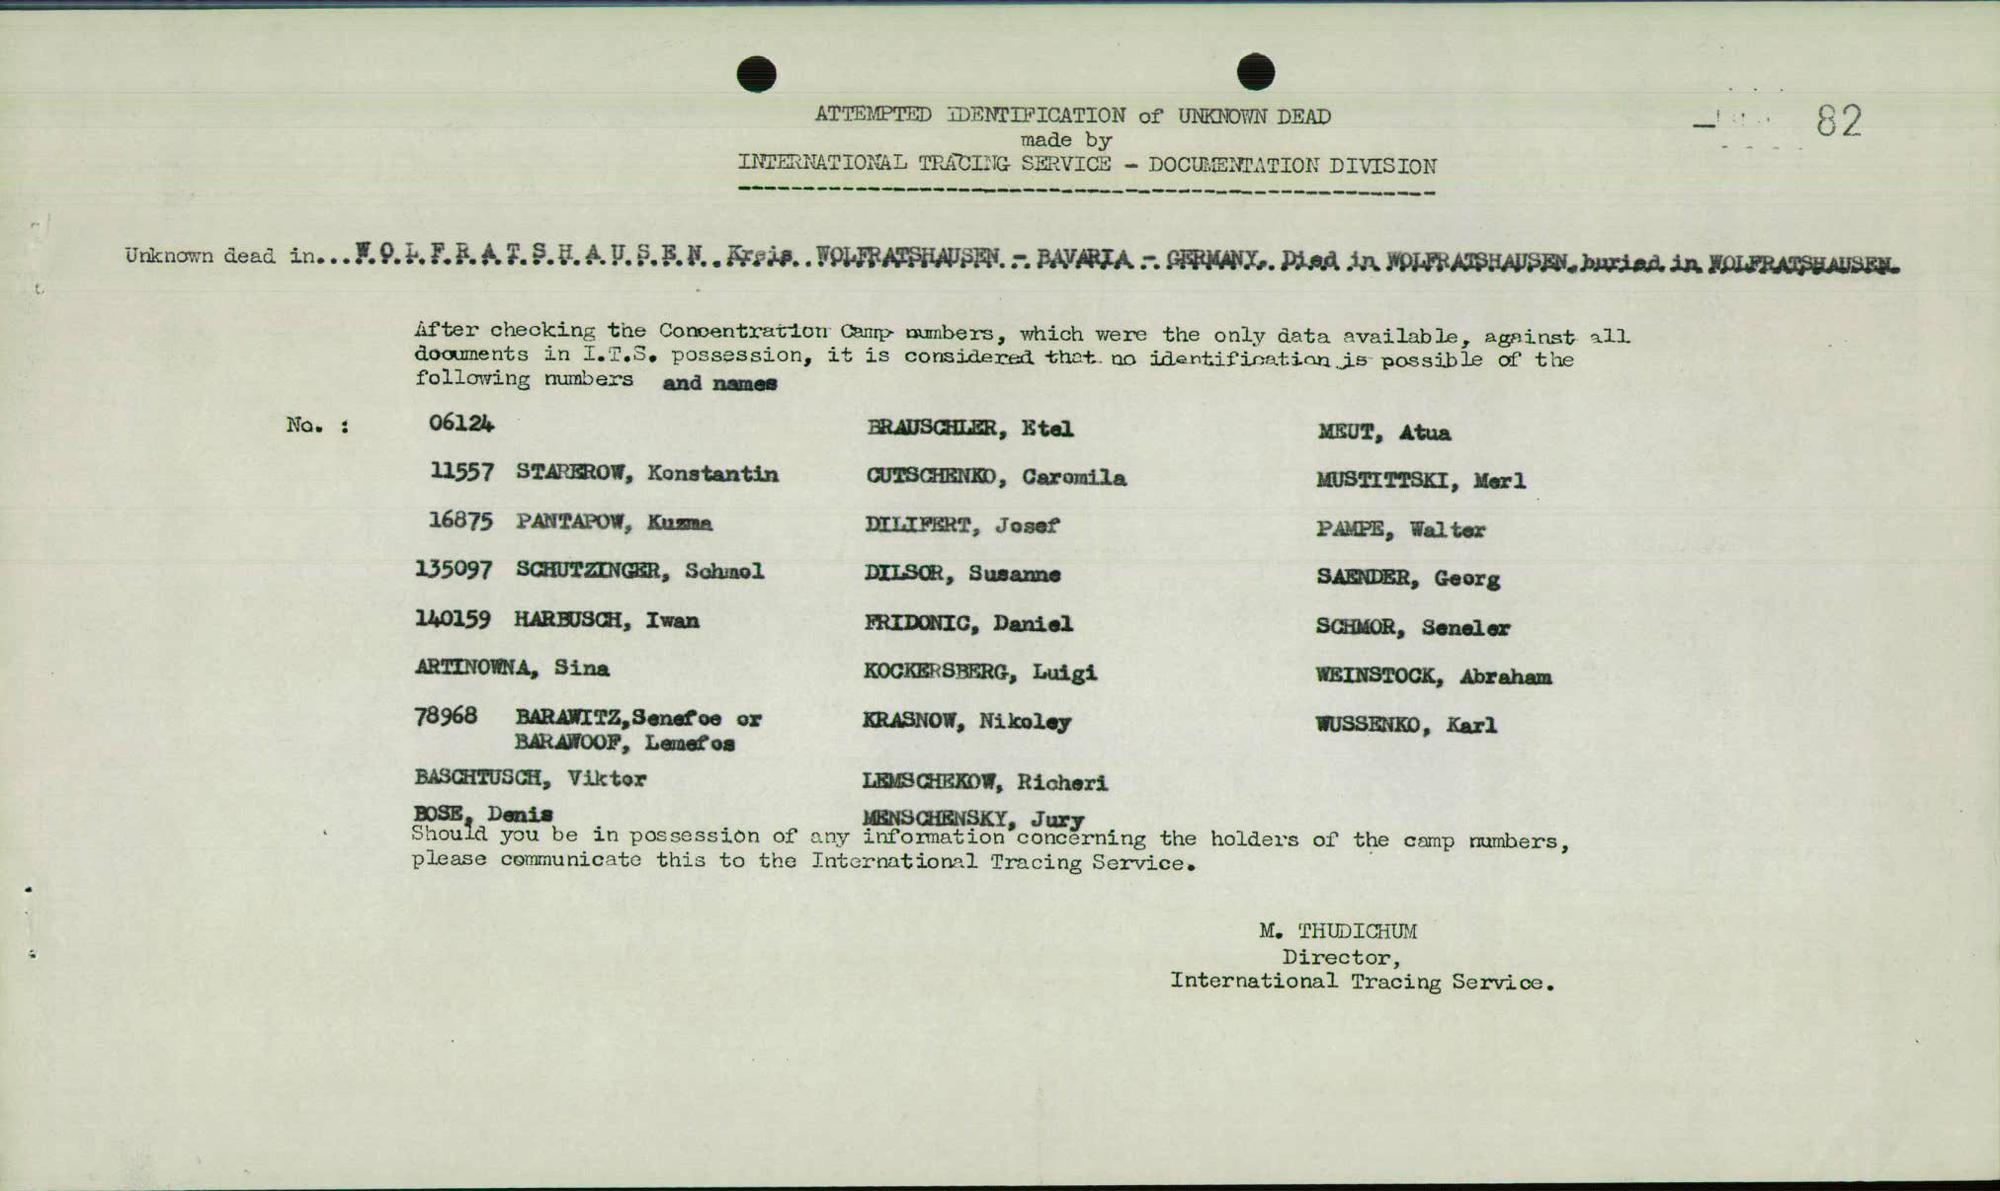 82
ATTEMPTED IDENTIFICATION of UNKNOWN DEAD
made by
INTERNATIONAL TRACING SERVICE - DOCUMENTATION DIVISION
Unknown dead in...W.O.L.F.R.A.T.S.H.A.U.S.E.N..Kreis..WOLFRATSHAUSEN.-.BAVARIA.-.GERMANY..Died in WOLFRATSHAUSEN, buried in WOLFRATSHAUSEN.
After checking the Concentration Camp numbers, which were the only data available, against all
documents in I.T.S. possession, it is considered that no identification is possible of the
following numbers and names
No. : 06124 BRAUSCHLER, Etel MEUT, Atua
11557 STAREROW, Konstantin CUTSCHENKO, Caromila MUSTITTSKI, Merl
16875 PANTAPOW, Kuzma DILIFERT, Josef PAMPE, Walter
135097 SCHUTZINGER, Schmol DILSOR, Susanne SAENDER, Georg
140159 HARBUSCH, Iwan FRIDONIC, Daniel SCHMOR, Seneler
ARTINOWNA, Sina KOCKERSBERG, Luigi WEINSTOCK, Abraham
78968 BARAWITZ,Senefoe or KRASNOW, Nikoley WUSSENKO, Karl
BARAWOOF, Lemefos
BASCHTUSCH, Viktor LEMSCHEKOW, Richeri
BOSE, Denis MENSCHENSKY, Jury
Should you be in possession of any information concerning the holders of the camp numbers,
please communicate this to the International Tracing Service.
M. THUDICHUM
Director,
International Tracing Service.